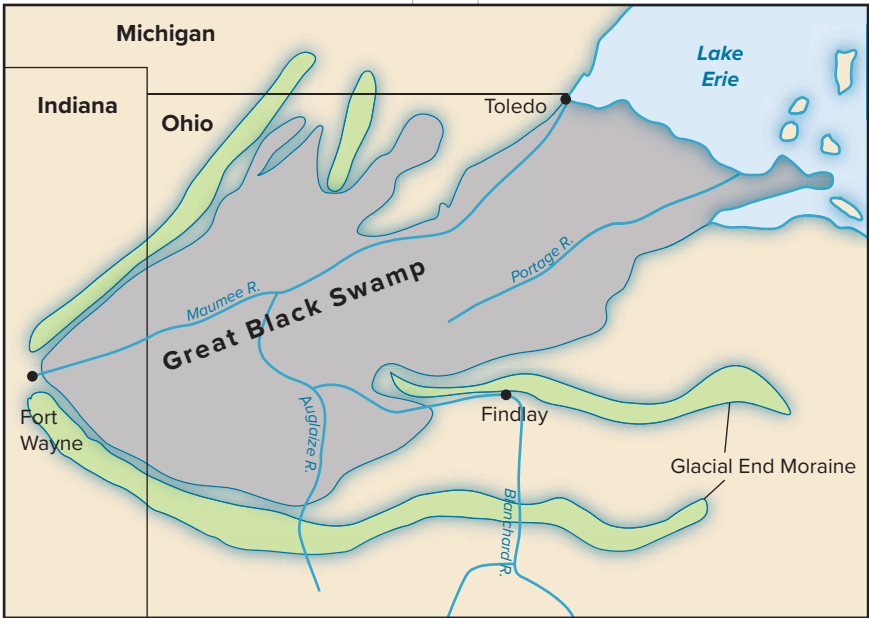 Michigan
Lake
Erie
Indiana
Toledo
Ohio
Portage R.
Maumee R.
Great Black Swamp
Auglaize R.
Findlay
Fort
Wayne
Glacial End Moraine
Blanchard R.